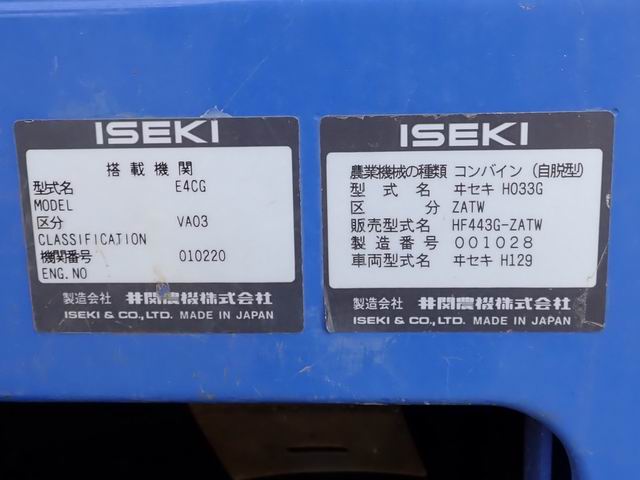 ISEKI
搭載機関
型式名 E4CG
MODEL
区分 VA03
CLASSIFICATION
機関番号 010220
ENG.NO
製造会社 井関農機株式会社
ISEKI & CO., LTD. MADE IN JAPAN
ISEKI
農業機械の種類 コンバイン (自脱型)
型式名 ヰセキ HO33G
区分 ZATW
販売型式名 HF443G-ZATW
製造番号 001028
車両型式名 ヰセキ H129
製造会社 井関農機株式会社
ISEKI & CO., LTD. MADE IN JAPAN